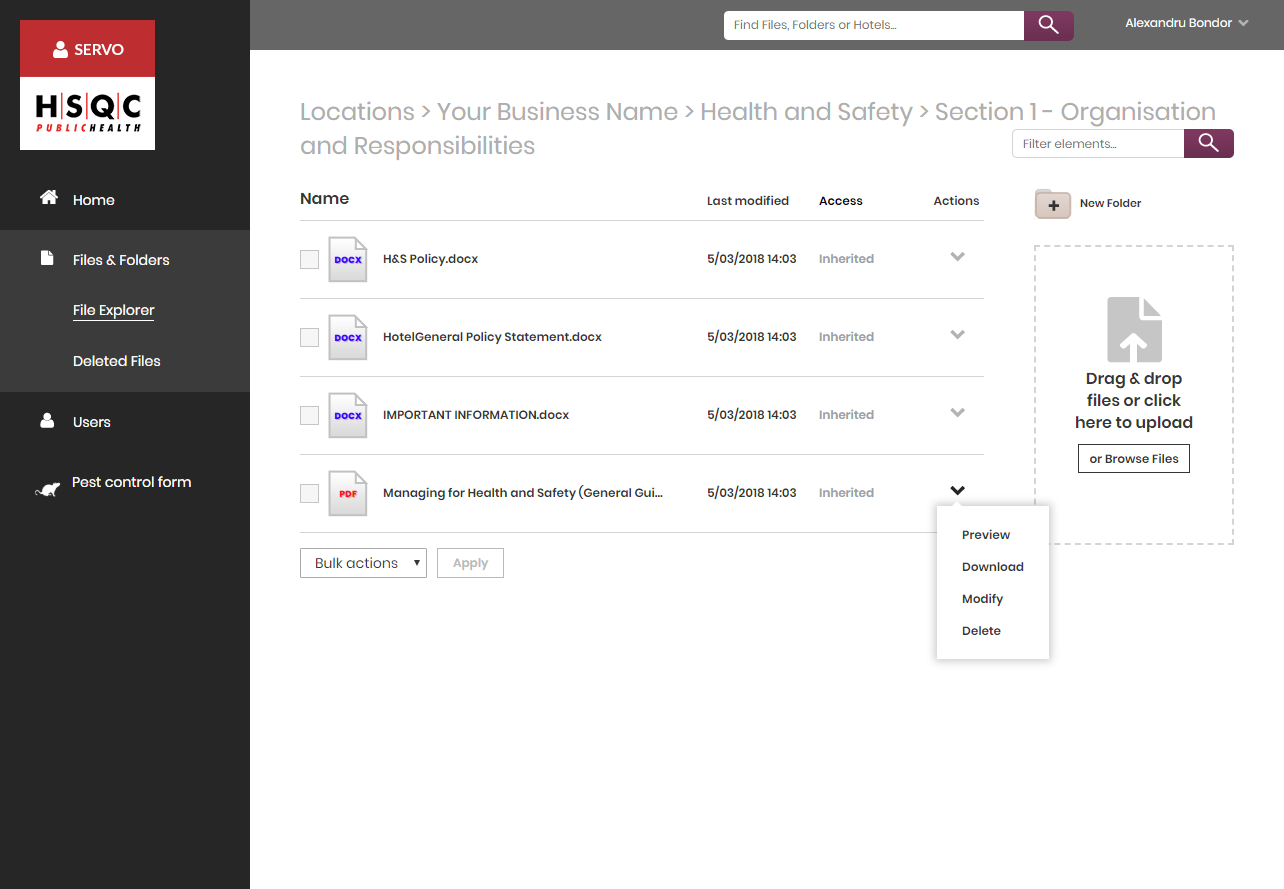 SERVO
H|S|Q|C
PUBLICHEALTH
Home
Files & Folders
File Explorer
Deleted Files
Users
Pest control form
Find Files, Folders or Hotels...
Alexandru Bondor
Locations > Your Business Name > Health and Safety > Section 1 - Organisation
and Responsibilities
Filter elements...
Name Last modified Access Actions
DOCX H&S Policy.docx 5/03/2018 14:03 Inherited
DOCX HotelGeneral Policy Statement.docx 5/03/2018 14:03 Inherited
DOCX IMPORTANT INFORMATION.docx 5/03/2018 14:03 Inherited
PDF Managing for Health and Safety (General Gui... 5/03/2018 14:03 Inherited
Preview
Download
Modify
Delete
Bulk actions Apply
New Folder
Drag & drop
files or click
here to upload
or Browse Files